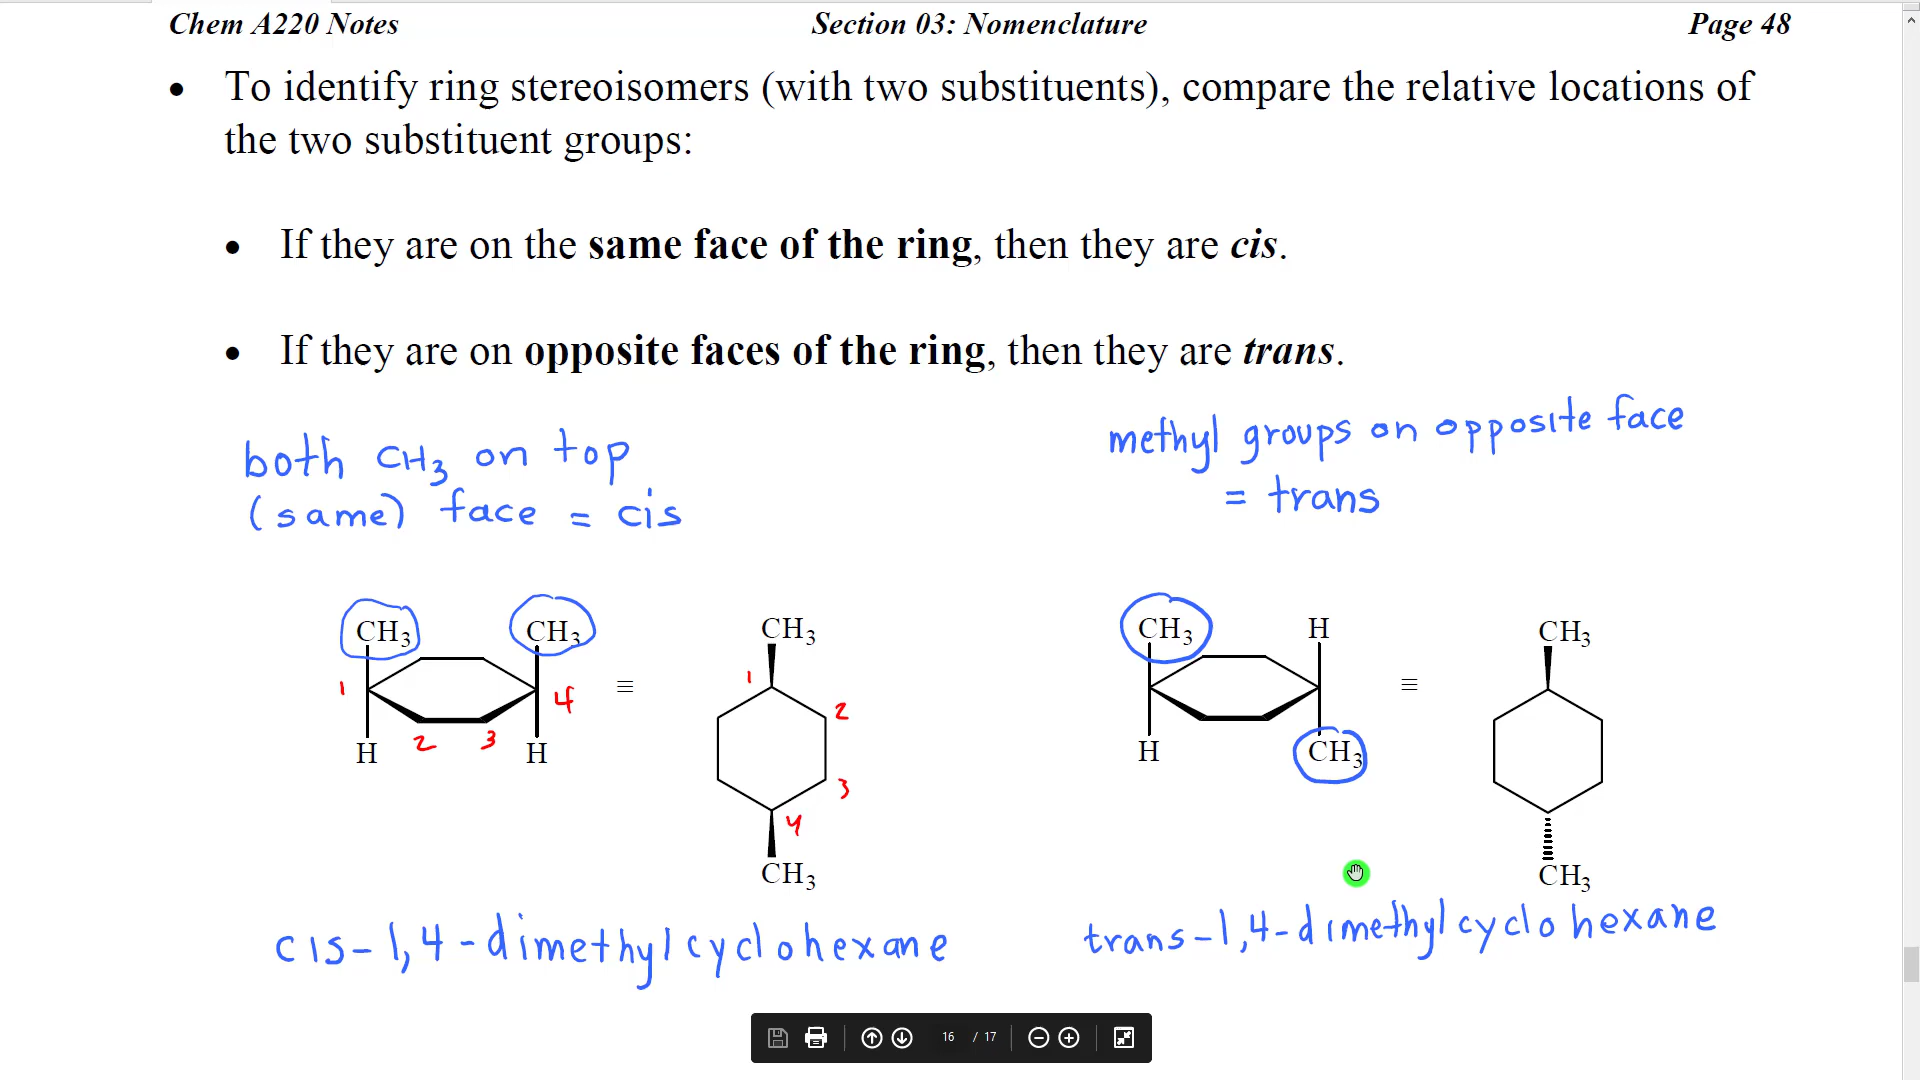 Chem A220 Notes Section 03: Nomenclature Page 48
• To identify ring stereoisomers (with two substituents), compare the relative locations of
the two substituent groups:
• If they are on the same face of the ring, then they are cis.
• If they are on opposite faces of the ring, then they are trans.
both CH3 on top
(same) face = cis
methyl groups on opposite face
= trans
CH3 CH3
1 4
H 2 3 H
≡
CH3
1
2
3
4
CH3
cis-1,4-dimethylcyclohexane
CH3 H
H CH3
≡
CH3
CH3
trans-1,4-dimethylcyclohexane
16 / 17